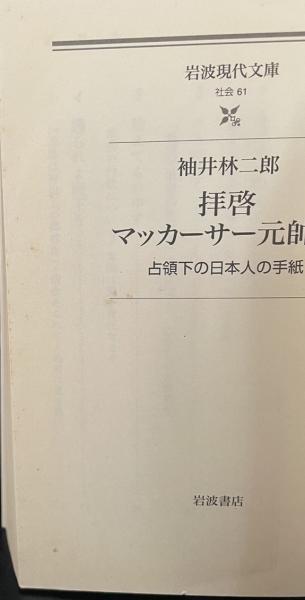 岩波現代文庫
社会 61
袖井林二郎
拝啓
マッカーサー元帥
占領下の日本人の手紙
岩波書店